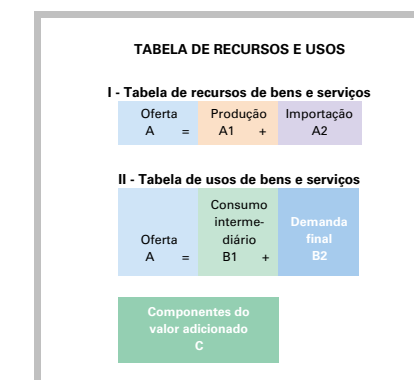 TABELA DE RECURSOS E USOS
I - Tabela de recursos de bens e serviços
Oferta Produção Importação
A = A1 + A2
II - Tabela de usos de bens e serviços
Consumo
interme- Demanda
Oferta diário final
A = B1 + B2
Componentes do
valor adicionado
C